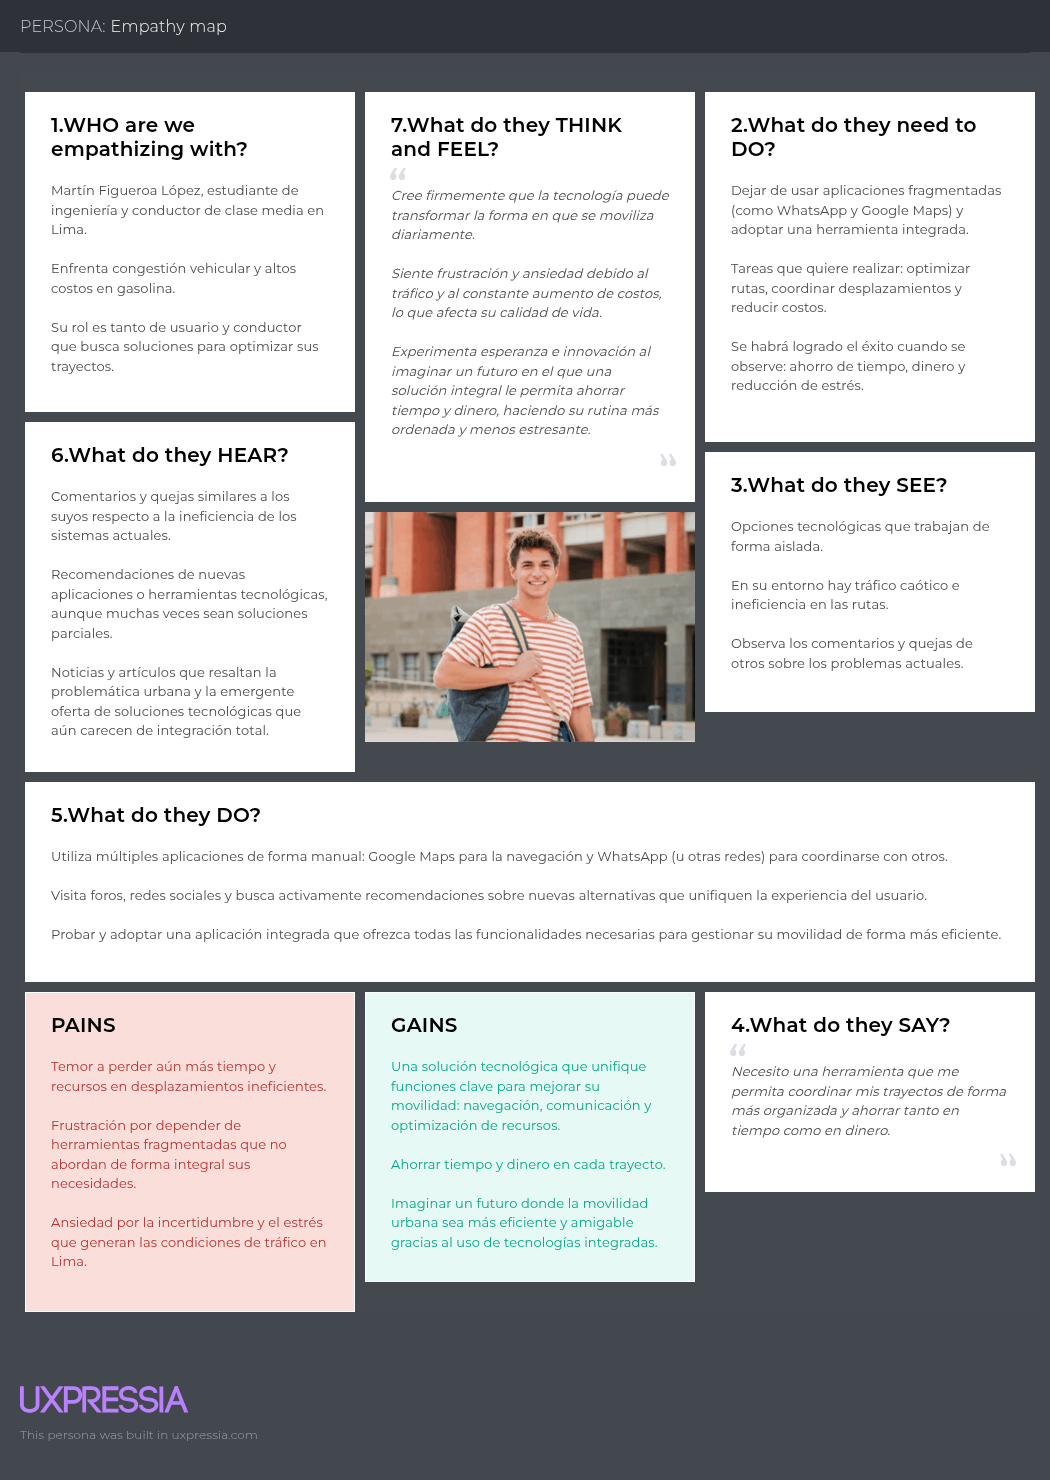 PERSONA: Empathy map
1.WHO are we
empathizing with?
Martín Figueroa López, estudiante de
ingeniería y conductor de clase media en
Lima.
Enfrenta congestión vehicular y altos
costos en gasolina.
Su rol es tanto de usuario y conductor
que busca soluciones para optimizar sus
trayectos.
7.What do they THINK
and FEEL?
“
Cree firmemente que la tecnología puede
transformar la forma en que se moviliza
diariamente.
Siente frustración y ansiedad debido al
tráfico y al constante aumento de costos,
lo que afecta su calidad de vida.
Experimenta esperanza e innovación al
imaginar un futuro en el que una
solución integral le permita ahorrar
tiempo y dinero, haciendo su rutina más
ordenada y menos estresante.
”
2.What do they need to
DO?
Dejar de usar aplicaciones fragmentadas
(como WhatsApp y Google Maps) y
adoptar una herramienta integrada.
Tareas que quiere realizar: optimizar
rutas, coordinar desplazamientos y
reducir costos.
Se habrá logrado el éxito cuando se
observe: ahorro de tiempo, dinero y
reducción de estrés.
6.What do they HEAR?
Comentarios y quejas similares a los
suyos respecto a la ineficiencia de los
sistemas actuales.
Recomendaciones de nuevas
aplicaciones o herramientas tecnológicas,
aunque muchas veces sean soluciones
parciales.
Noticias y artículos que resaltan la
problemática urbana y la emergente
oferta de soluciones tecnológicas que
aún carecen de integración total.
3.What do they SEE?
Opciones tecnológicas que trabajan de
forma aislada.
En su entorno hay tráfico caótico e
ineficiencia en las rutas.
Observa los comentarios y quejas de
otros sobre los problemas actuales.
5.What do they DO?
Utiliza múltiples aplicaciones de forma manual: Google Maps para la navegación y WhatsApp (u otras redes) para coordinarse con otros.
Visita foros, redes sociales y busca activamente recomendaciones sobre nuevas alternativas que unifiquen la experiencia del usuario.
Probar y adoptar una aplicación integrada que ofrezca todas las funcionalidades necesarias para gestionar su movilidad de forma más eficiente.
PAINS
Temor a perder aún más tiempo y
recursos en desplazamientos ineficientes.
Frustración por depender de
herramientas fragmentadas que no
abordan de forma integral sus
necesidades.
Ansiedad por la incertidumbre y el estrés
que generan las condiciones de tráfico en
Lima.
GAINS
Una solución tecnológica que unifique
funciones clave para mejorar su
movilidad: navegación, comunicación y
optimización de recursos.
Ahorrar tiempo y dinero en cada trayecto.
Imaginar un futuro donde la movilidad
urbana sea más eficiente y amigable
gracias al uso de tecnologías integradas.
4.What do they SAY?
“
Necesito una herramienta que me
permita coordinar mis trayectos de forma
más organizada y ahorrar tanto en
tiempo como en dinero.
”
UXPRESSIA
This persona was built in uxpressia.com